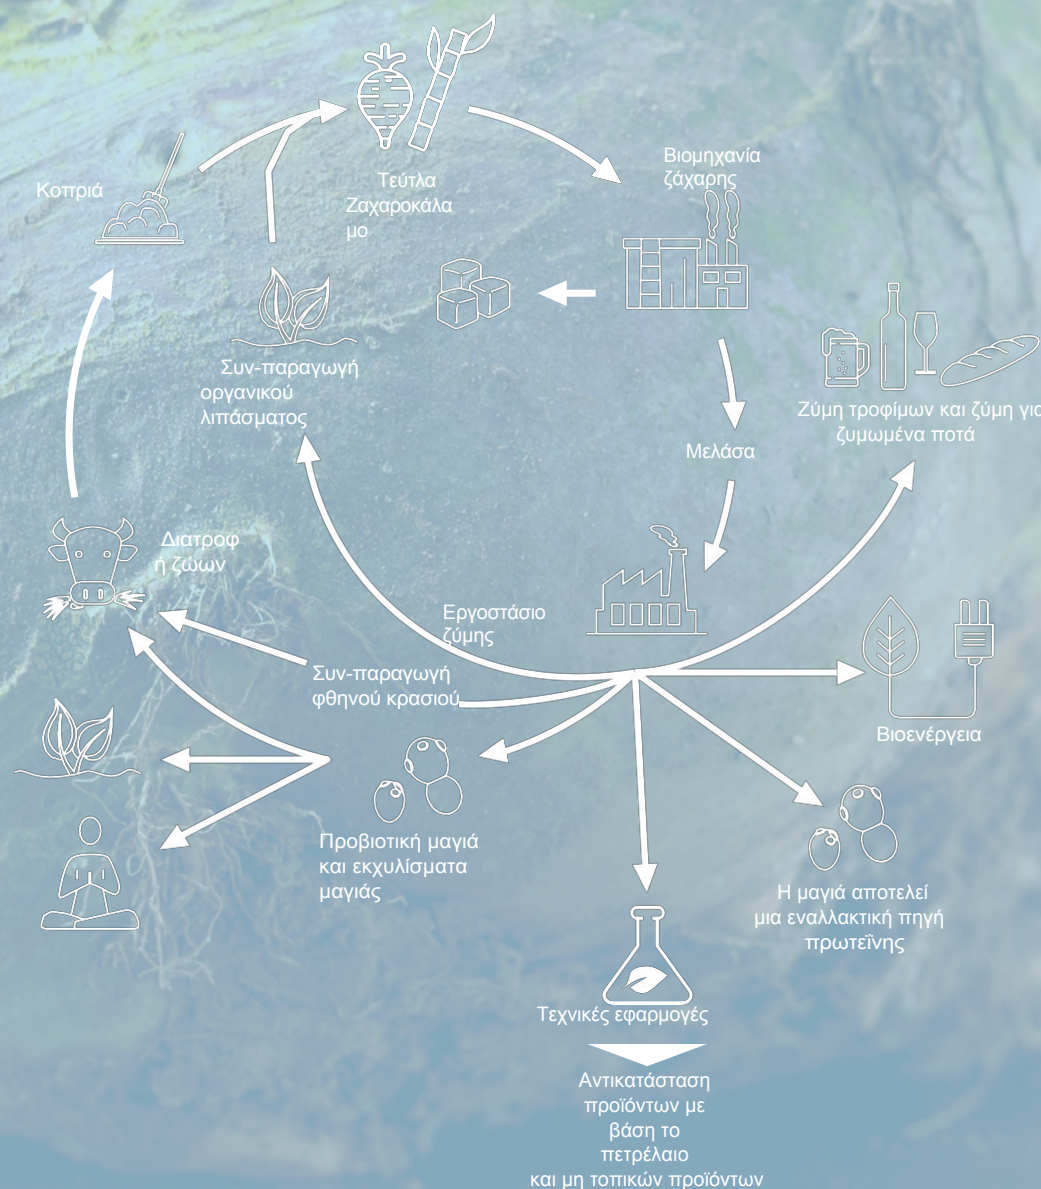 Κοπριά
Τεύτλα
Ζαχαροκάλα
μο
Βιομηχανία
ζάχαρης
Συν-παραγωγή
οργανικού
λιπάσματος
Ζύμη τροφίμων και ζύμη για
ζυμωμένα ποτά
Μελάσα
Διατροφ
ή ζώων
Εργοστάσιο
ζύμης
Συν-παραγωγή
φθηνού κρασιού
Βιοενέργεια
Προβιοτική μαγιά
και εκχυλίσματα
μαγιάς
Η μαγιά αποτελεί
μια εναλλακτική πηγή
πρωτεΐνης
Τεχνικές εφαρμογές
Αντικατάσταση
προϊόντων με
βάση το
πετρέλαιο
και μη τοπικών προϊόντων